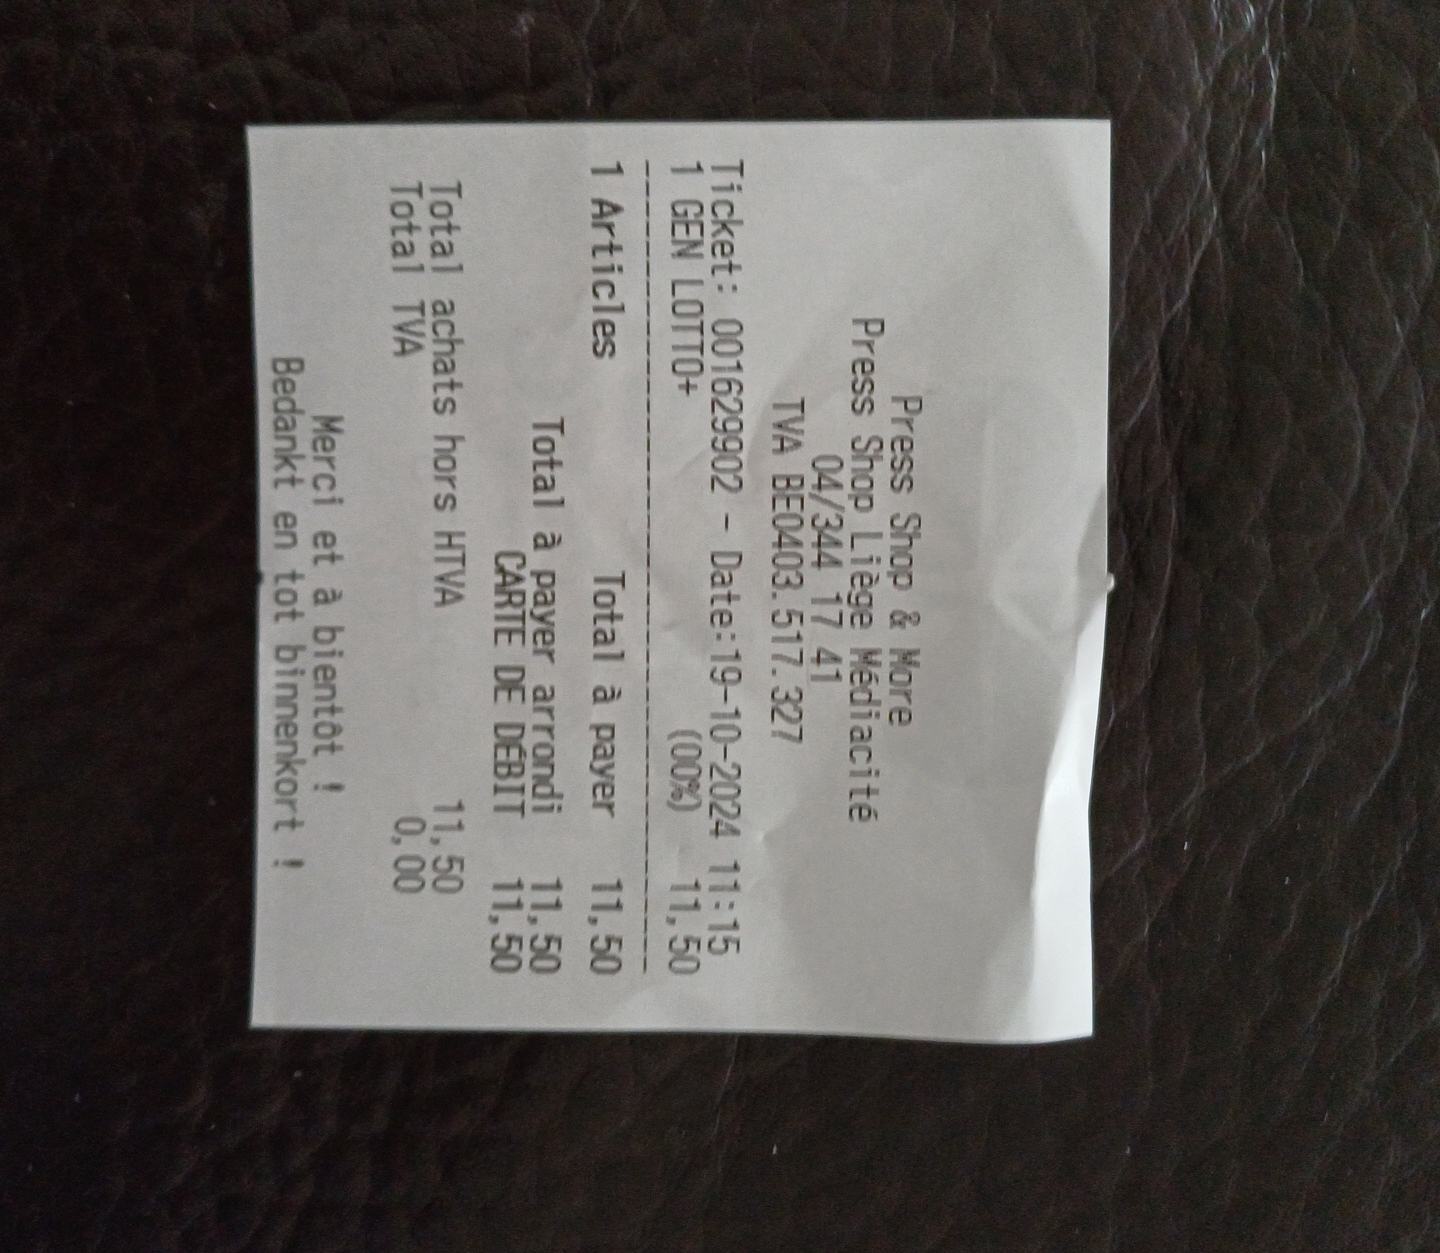 Press Shop & More
Press Shop Liège Médiacité
04/344 17 41
TVA BE0403.517.327
Ticket: 001629902 - Date:19-10-2024 11:15
1 GEN LOTTO+ (00%) 11,50
1 Articles Total à payer 11,50
Total à payer arrondi 11,50
CARTE DE DÉBIT 11,50
Total achats hors HTVA 11,50
Total TVA 0,00
Merci et à bientôt !
Bedankt en tot binnenkort !